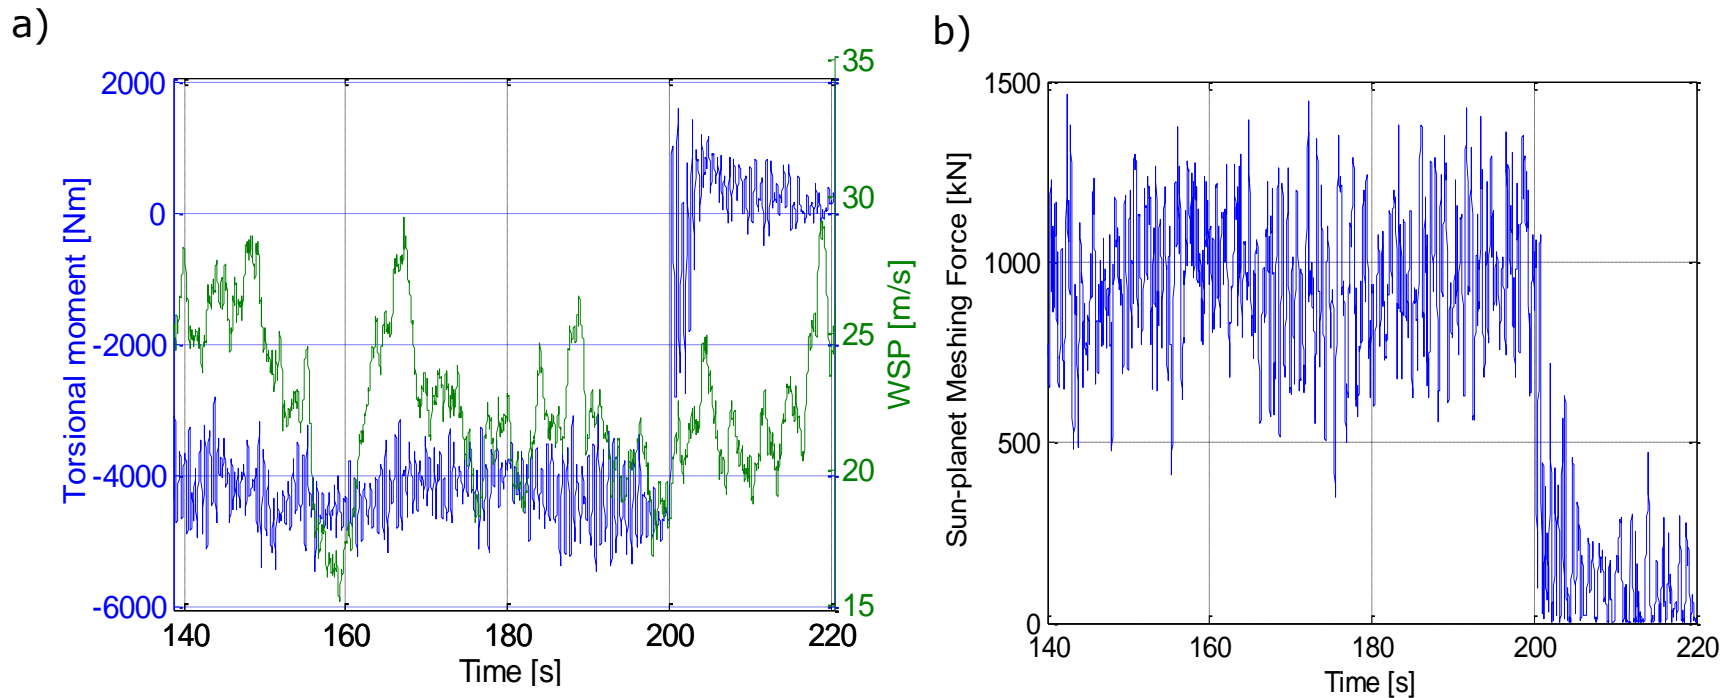 a)
2000
0
-2000
-4000
-6000
Torsional moment [Nm]
35
30
25
20
15
WSP [m/s]
140 160 180 200 220
Time [s]
b)
1500
1000
500
0
Sun-planet Meshing Force [kN]
140 160 180 200 220
Time [s]